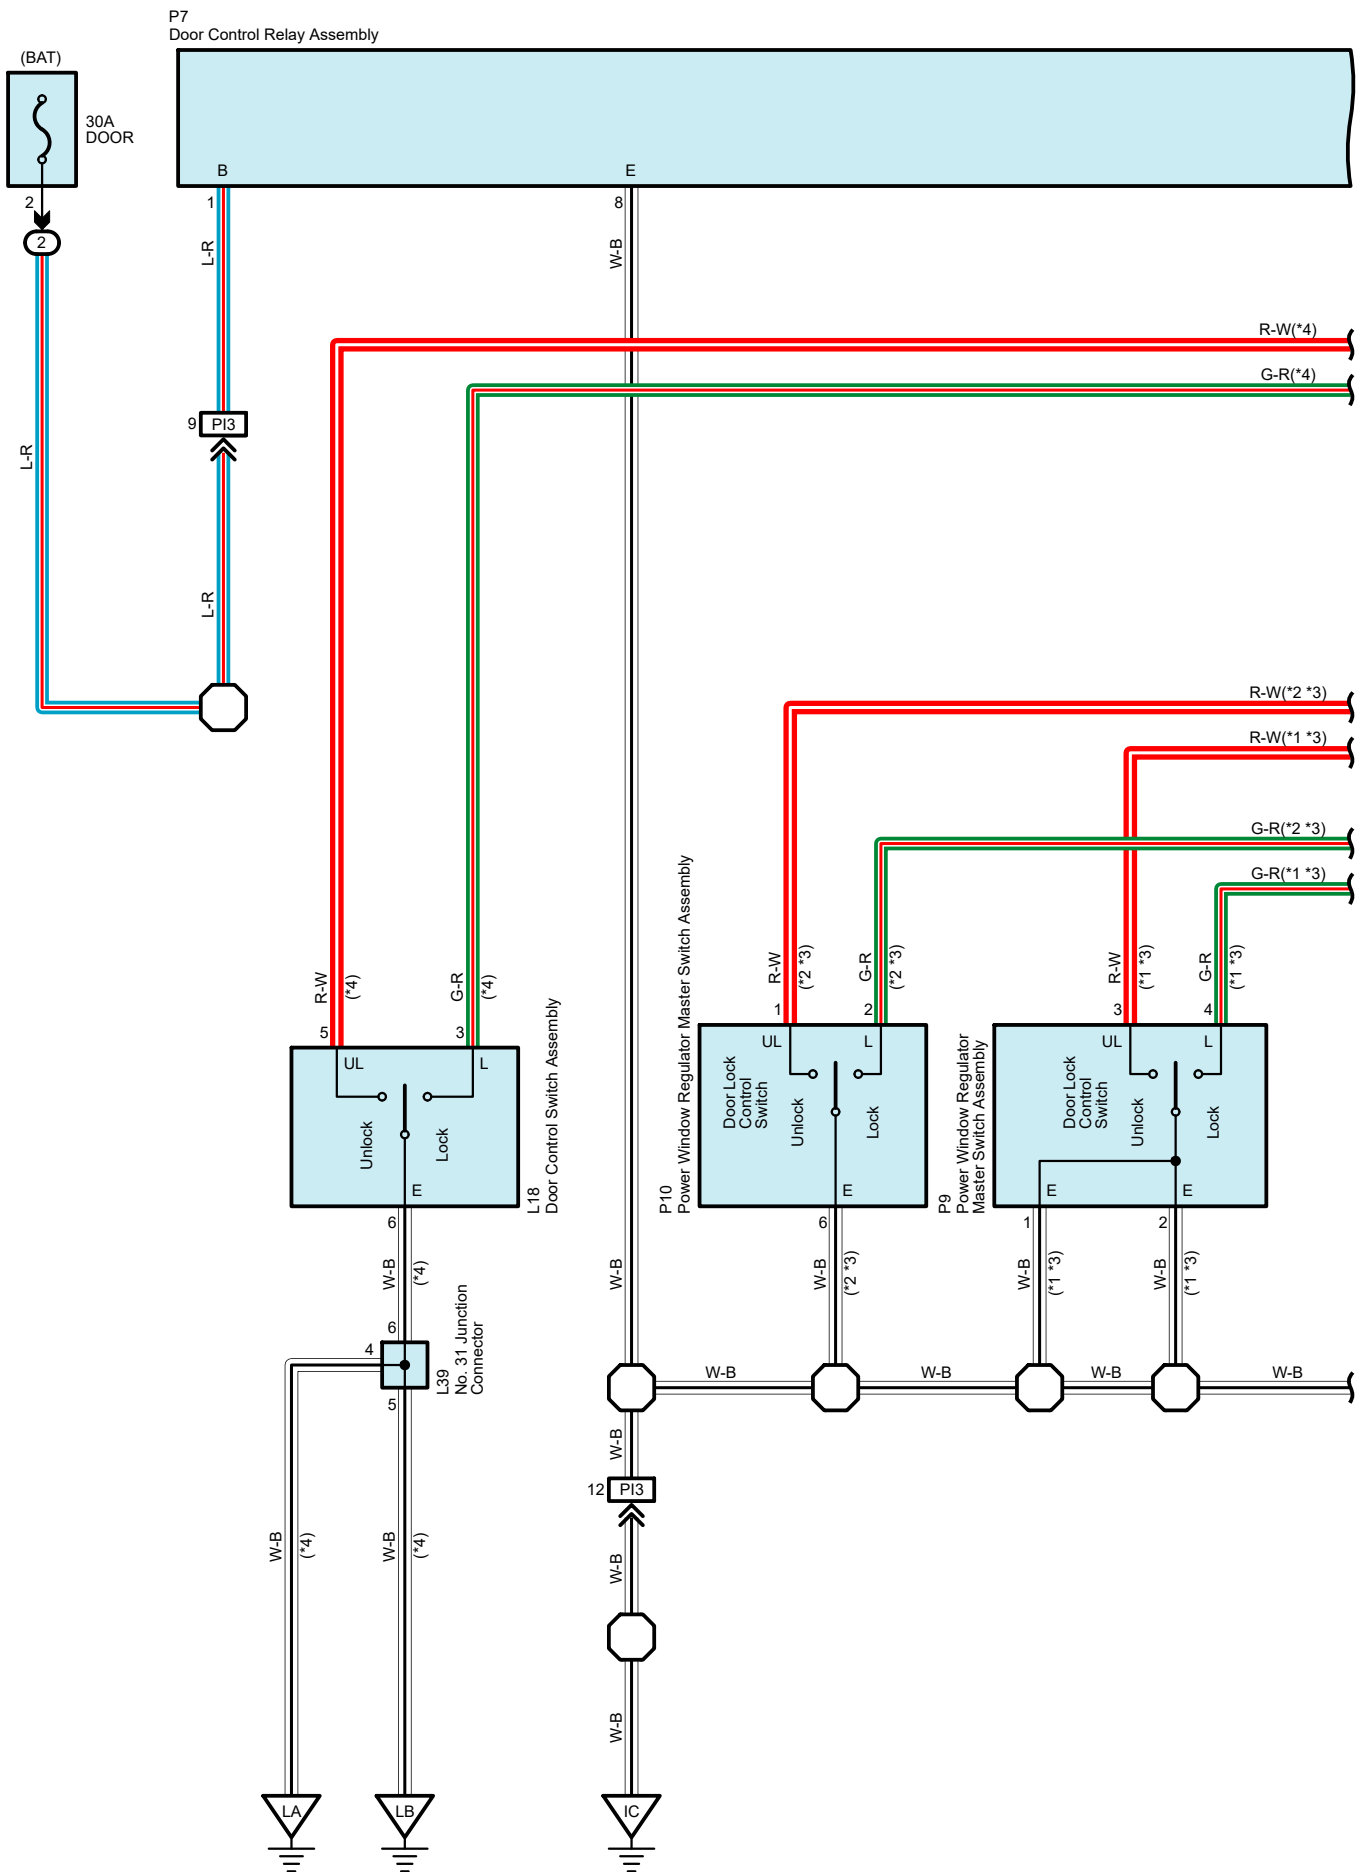 P7
Door Control Relay Assembly
(BAT)
30A
DOOR
B
E
2
1
8
2
L-R
W-B
R-W(*4)
G-R(*4)
9
PI3
L-R
L-R
R-W(*2 *3)
R-W(*1 *3)
G-R(*2 *3)
G-R(*1 *3)
R-W
(*4)
G-R
(*4)
R-W
(*2 *3)
G-R
(*2 *3)
R-W
(*1 *3)
G-R
(*1 *3)
5
3
1
2
3
4
UL
L
Unlock
Lock
E
L18
Door Control Switch Assembly
UL
L
Door Lock
Control
Switch
Unlock
Lock
E
P10
Power Window Regulator Master Switch Assembly
UL
L
Door Lock
Control
Switch
Unlock
Lock
E
E
P9
Power Window Regulator
Master Switch Assembly
6
6
1
2
W-B
(*4)
W-B
W-B
(*2 *3)
W-B
(*1 *3)
W-B
(*1 *3)
6
4
5
L39
No. 31 Junction
Connector
W-B
W-B
W-B
W-B
W-B
12
PI3
W-B
(*4)
W-B
(*4)
W-B
W-B
LA
LB
IC